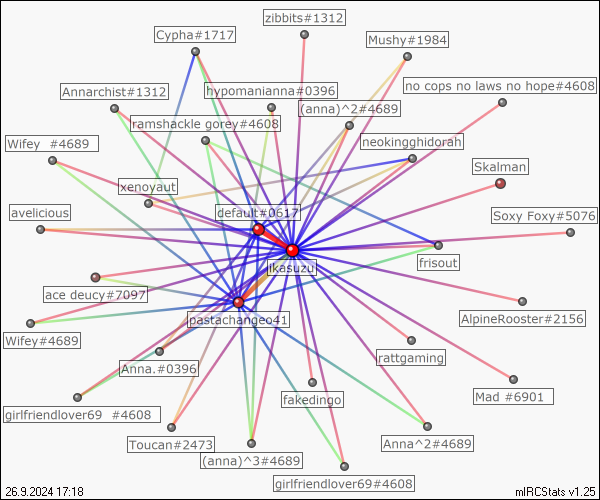 zibbits#1312
Cypha#1717
Mushy#1984
Annarchist#1312
hypomanianna#0396
no cops no laws no hope#4608
(anna)^2#4689
ramshackle gorey#4608
Wifey  #4689
neokingghidorah
Skalman
xenoyaut
avelicious
default#0617
Soxy Foxy#5076
ikasuzu
frisout
ace deucy#7097
pastachangeo41
AlpineRooster#2156
Wifey#4689
rattgaming
Anna.#0396
Mad #6901
girlfriendlover69  #4608
fakedingo
Toucan#2473
Anna^2#4689
(anna)^3#4689
girlfriendlover69#4608
26.9.2024 17:18
mIRCStats v1.25